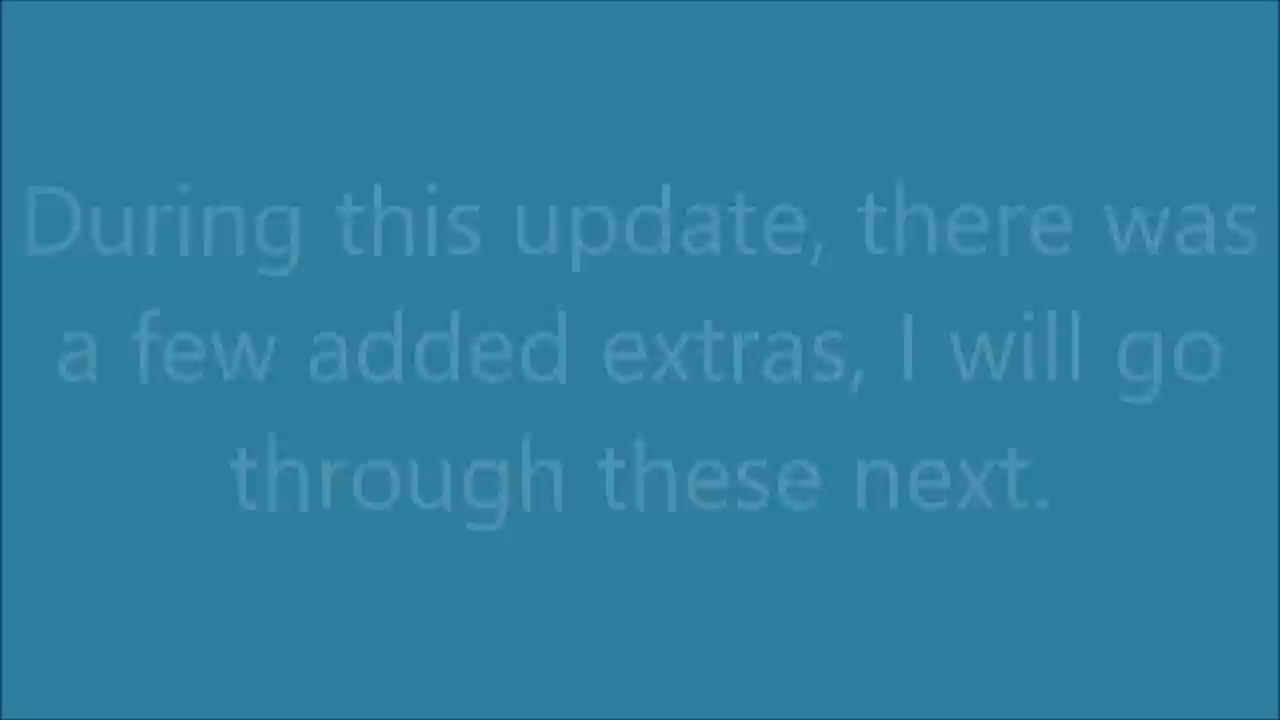 During this update, there was
a few added extras, I will go
through these next.